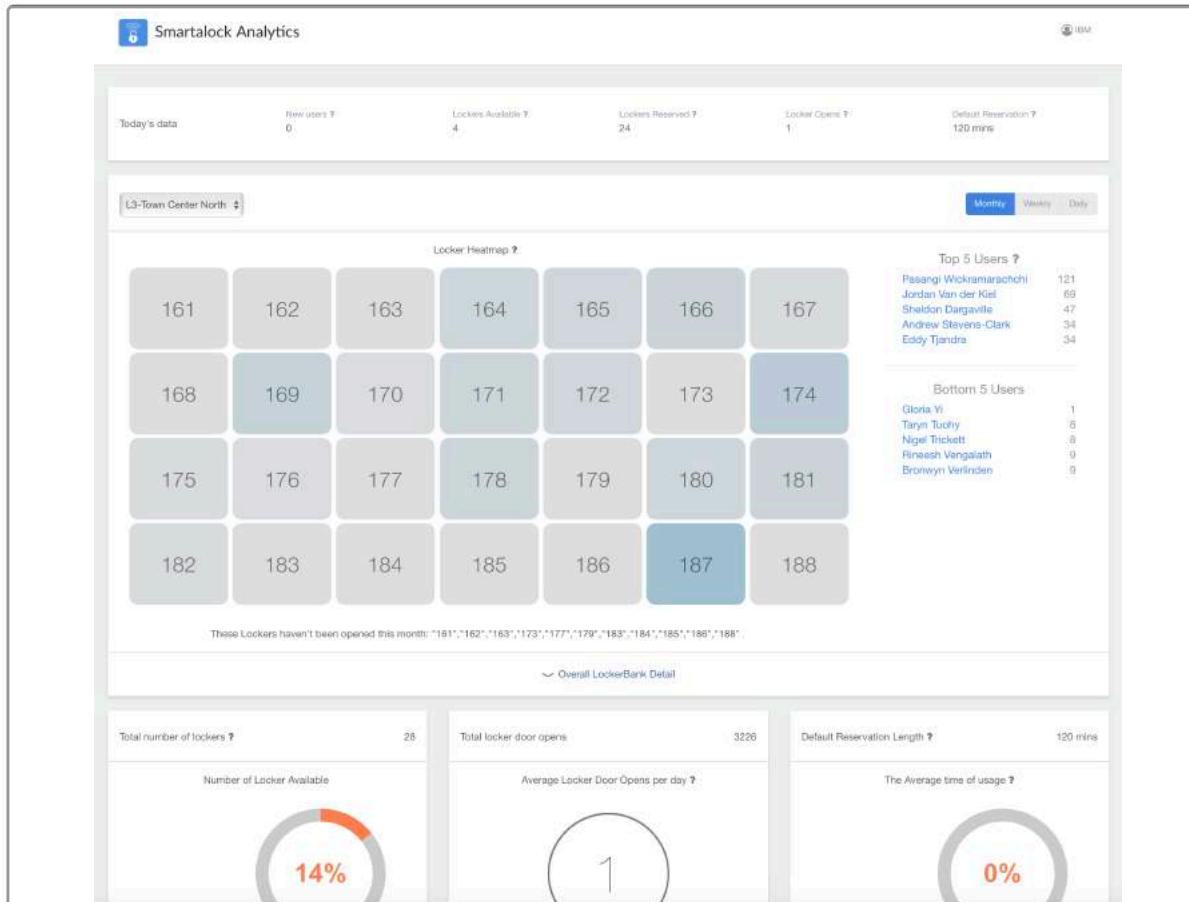 Smartalock Analytics
IBM
Today's data
New users ?
0
Lockers Available ?
4
Lockers Reserved ?
24
Locker Opens ?
1
Default Reservation ?
120 mins
L3-Town Center North
Monthly Weekly Daily
Locker Heatmap ?
161 162 163 164 165 166 167
168 169 170 171 172 173 174
175 176 177 178 179 180 181
182 183 184 185 186 187 188
These Lockers haven't been opened this month: "161","162","163","173","177","179","183","184","185","186","188" .
Top 5 Users ?
Pasangi Wickramarachchi 121
Jordan Van der Kiel 69
Sheldon Dargaville 47
Andrew Stevens-Clark 34
Eddy Tjandra 34
Bottom 5 Users
Gloria Yi 1
Taryn Tuohy 8
Nigel Trickett 8
Rineesh Vengalath 9
Bronwyn Verlinden 9
Overall LockerBank Detail
Total number of lockers ? 28
Number of Locker Available
14%
Total locker door opens 3226
Average Locker Door Opens per day ?
1
Default Reservation Length ? 120 mins
The Average time of usage ?
0%